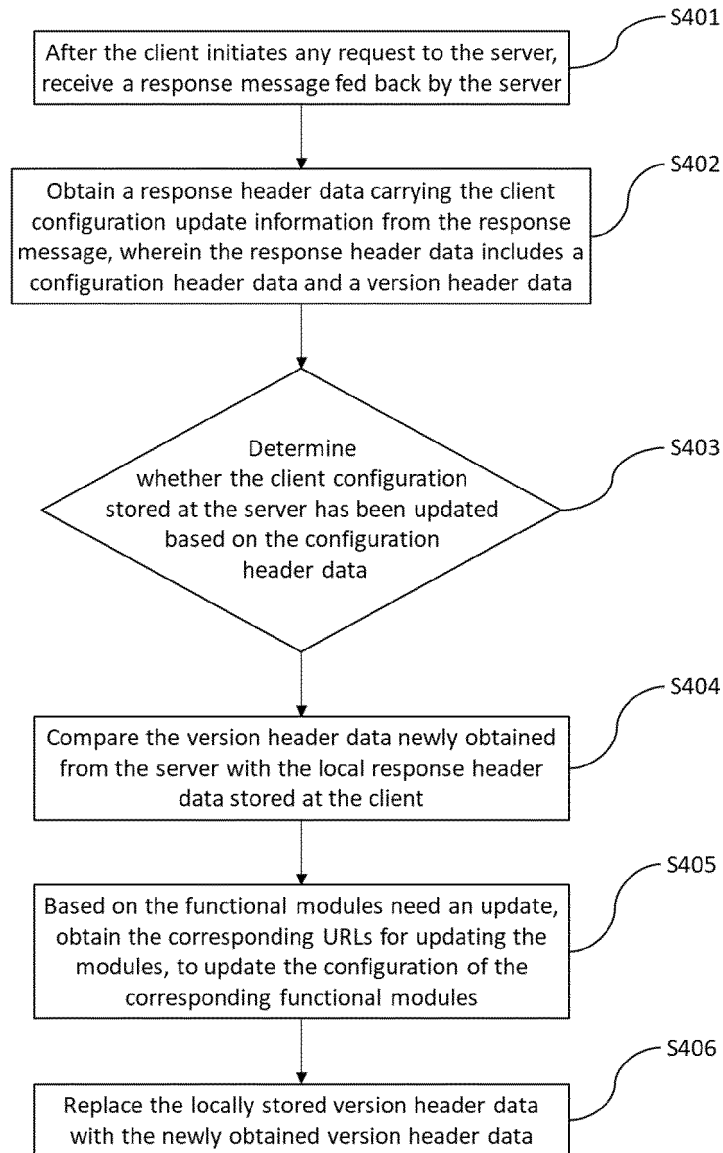 S401
After the client initiates any request to the server,
receive a response message fed back by the server
S402
Obtain a response header data carrying the client
configuration update information from the response
message, wherein the response header data includes a
configuration header data and a version header data
S403
Determine
whether the client configuration
stored at the server has been updated
based on the configuration
header data
S404
Compare the version header data newly obtained
from the server with the local response header
data stored at the client
S405
Based on the functional modules need an update,
obtain the corresponding URLs for updating the
modules, to update the configuration of the
corresponding functional modules
S406
Replace the locally stored version header data
with the newly obtained version header data